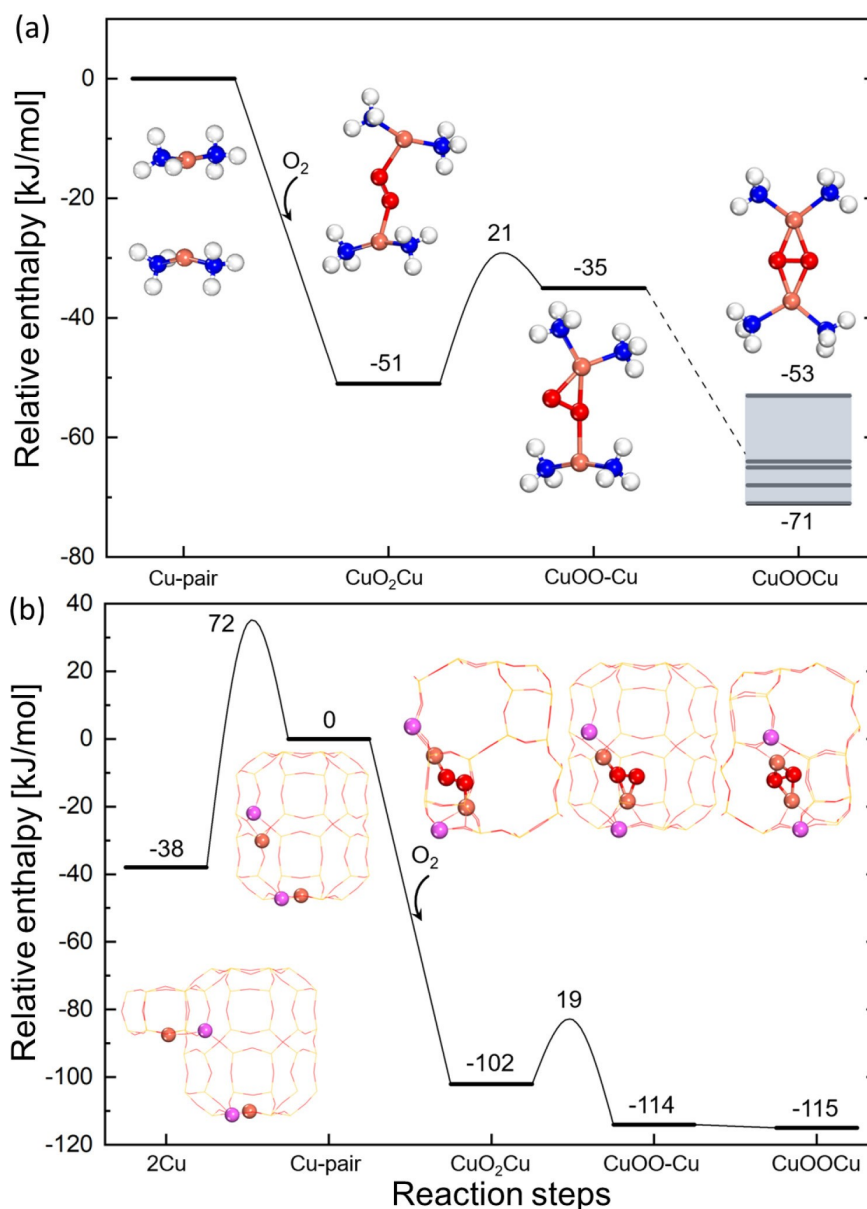 (a)
Relative enthalpy [kJ/mol]
0
-20
-40
-60
-80
O₂
-51
21
-35
-53
-71
Cu-pair
CuO₂Cu
CuOO-Cu
CuOOCu
(b)
Relative enthalpy [kJ/mol]
40
20
0
-20
-40
-60
-80
-100
-120
-38
72
0
O₂
-102
19
-114
-115
2Cu
Cu-pair
CuO₂Cu
CuOO-Cu
CuOOCu
Reaction steps